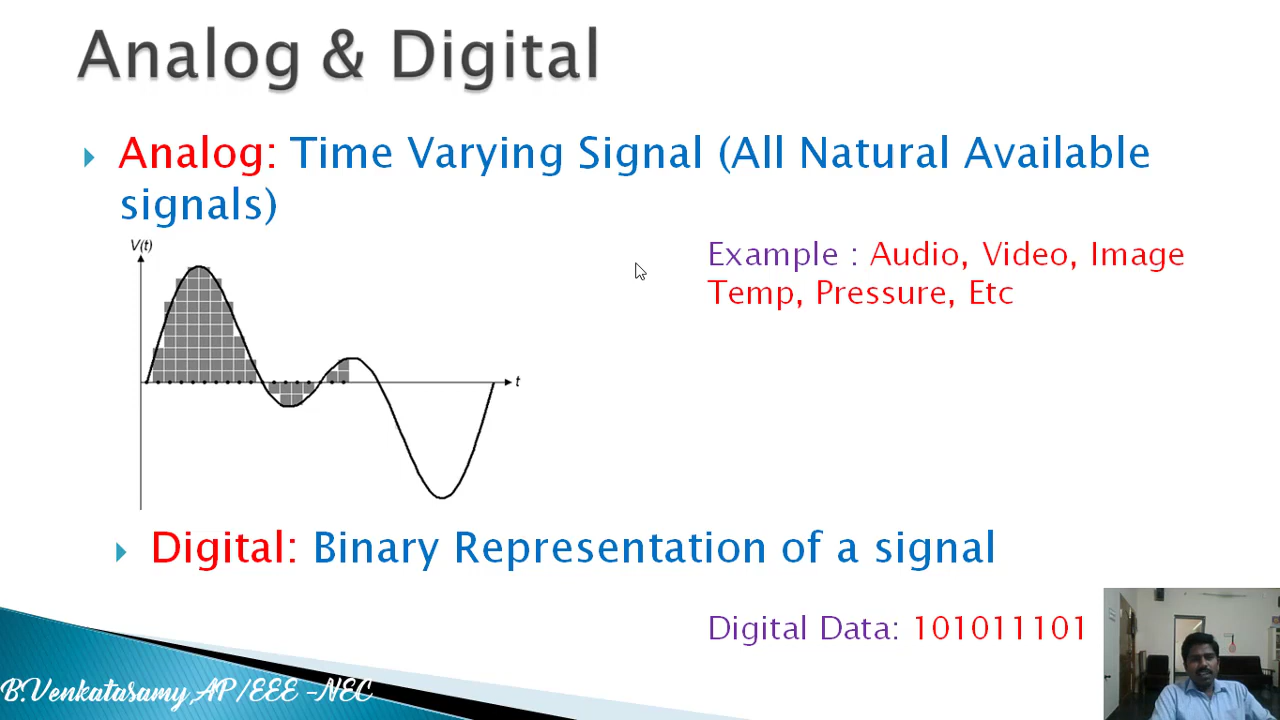 Analog & Digital
Analog: Time Varying Signal (All Natural Available
signals)
V(t)
Example : Audio, Video, Image
Temp, Pressure, Etc
t
Digital: Binary Representation of a signal
Digital Data: 101011101
B.Venkatasamy,AP/EEE -NEC